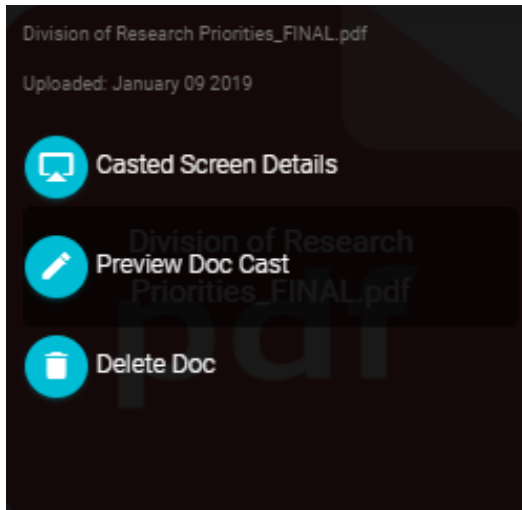 Division of Research Priorities_FINAL.pdf
Uploaded: January 09 2019
Casted Screen Details
Division of Research
Preview Doc Cast
Priorities_FINAL.pdf
pdf
Delete Doc